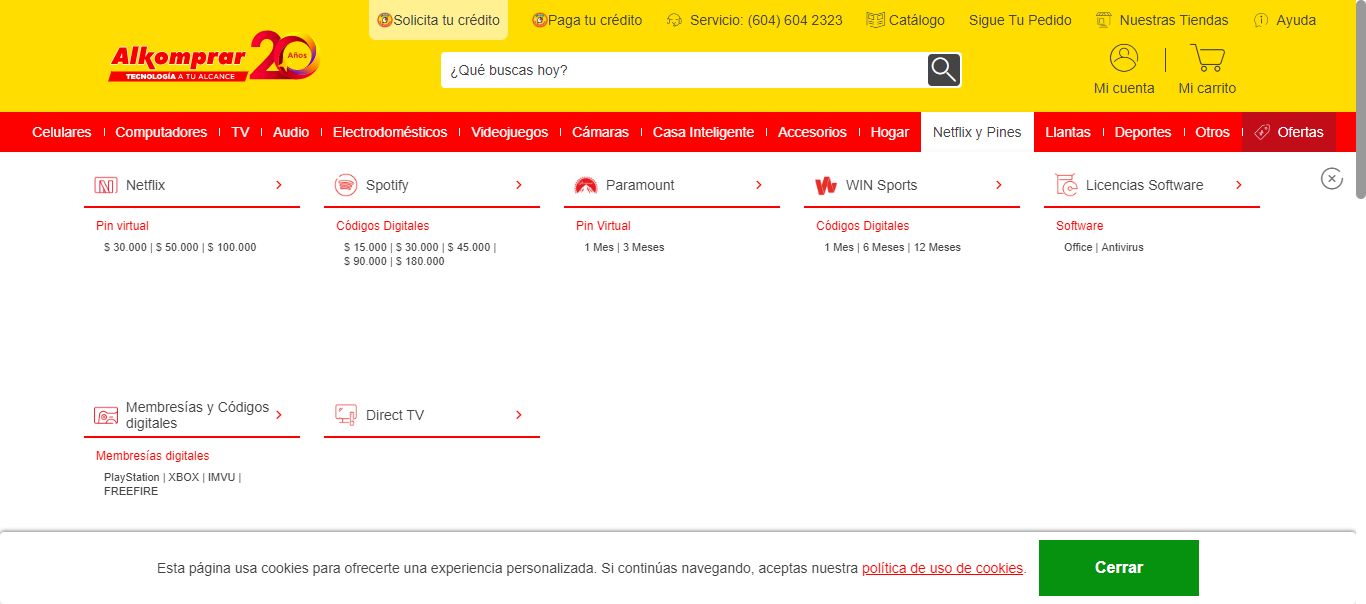 Solicita tu crédito
Paga tu crédito
Servicio: (604) 604 2323
Catálogo
Sigue Tu Pedido
Nuestras Tiendas
Ayuda
Alkomprar 20 Años
TECNOLOGÍA A TU ALCANCE
¿Qué buscas hoy?
Mi cuenta
Mi carrito
Celulares
Computadores
TV
Audio
Electrodomésticos
Videojuegos
Cámaras
Casa Inteligente
Accesorios
Hogar
Netflix y Pines
Llantas
Deportes
Otros
Ofertas
Netflix
Pin virtual
$ 30.000 | $ 50.000 | $ 100.000
Spotify
Códigos Digitales
$ 15.000 | $ 30.000 | $ 45.000 |
$ 90.000 | $ 180.000
Paramount
Pin Virtual
1 Mes | 3 Meses
WIN Sports
Códigos Digitales
1 Mes | 6 Meses | 12 Meses
Licencias Software
Software
Office | Antivirus
Membresías y Códigos
digitales
Membresías digitales
PlayStation | XBOX | IMVU |
FREEFIRE
Direct TV
Esta página usa cookies para ofrecerte una experiencia personalizada. Si continúas navegando, aceptas nuestra política de uso de cookies.
Cerrar